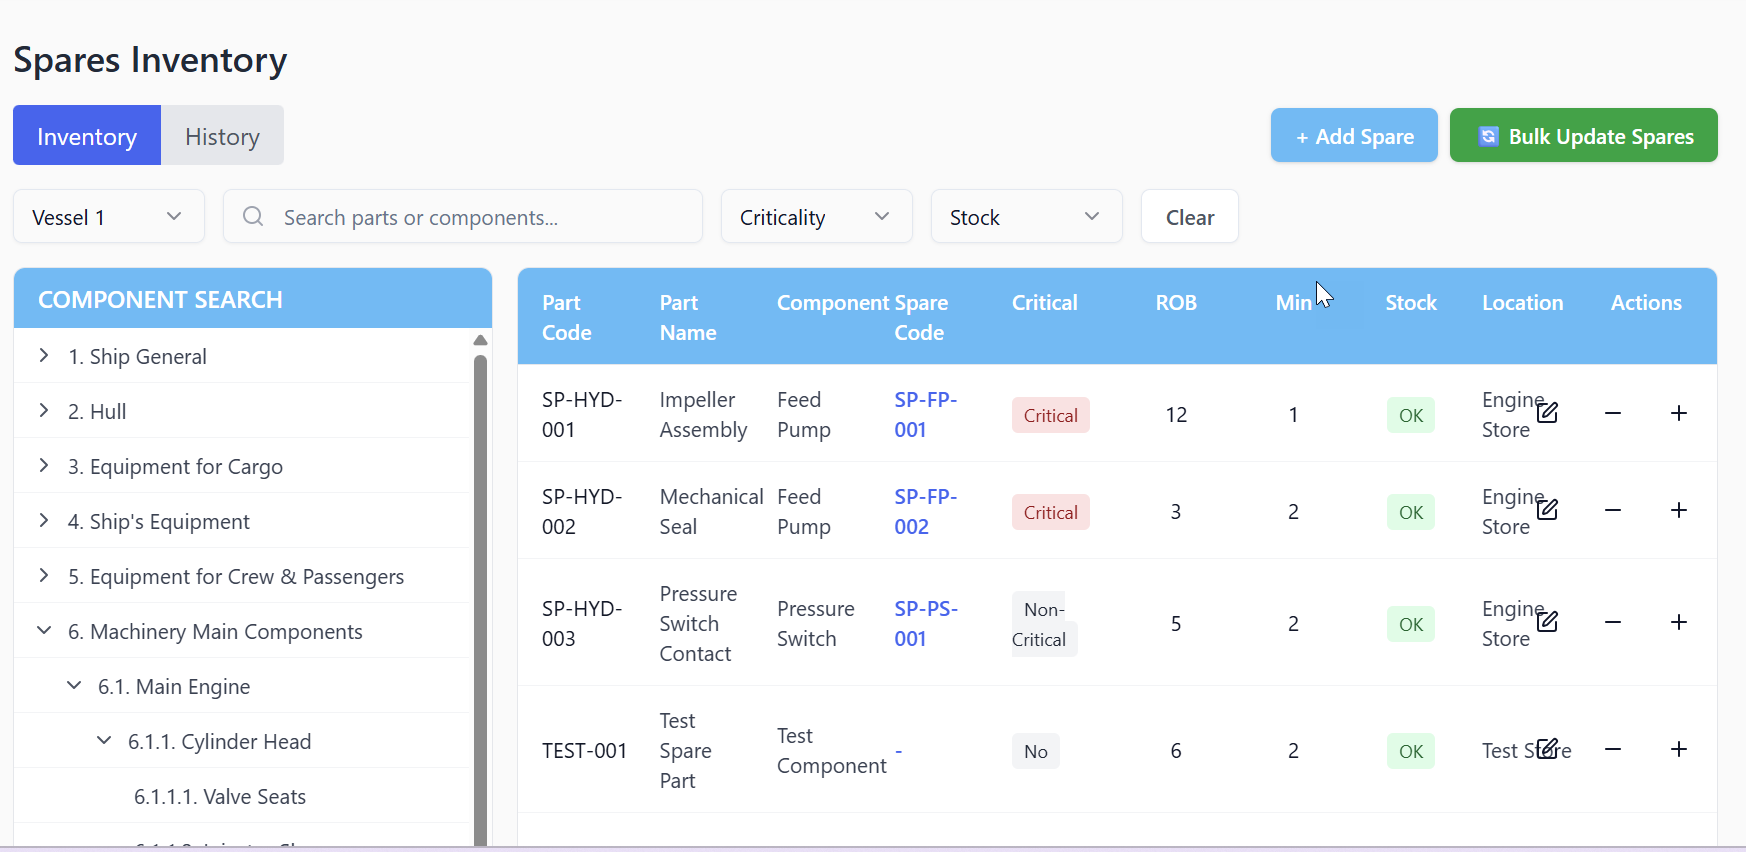 Spares Inventory
Inventory
History
+ Add Spare
Bulk Update Spares
Vessel 1
Search parts or components...
Criticality
Stock
Clear
COMPONENT SEARCH
1. Ship General
2. Hull
3. Equipment for Cargo
4. Ship's Equipment
5. Equipment for Crew & Passengers
6. Machinery Main Components
6.1. Main Engine
6.1.1. Cylinder Head
6.1.1.1. Valve Seats
Part Code
Part Name
Component
Spare Code
Critical
ROB
Min
Stock
Location
Actions
SP-HYD-
001
Impeller
Assembly
Feed
Pump
SP-FP-
001
Critical
12
1
OK
Engine
Store
SP-HYD-
002
Mechanical
Seal
Feed
Pump
SP-FP-
002
Critical
3
2
OK
Engine
Store
SP-HYD-
003
Pressure
Switch
Contact
Pressure
Switch
SP-PS-
001
Non-
Critical
5
2
OK
Engine
Store
TEST-001
Test
Spare
Part
Test
Component
-
No
6
2
OK
Test Store